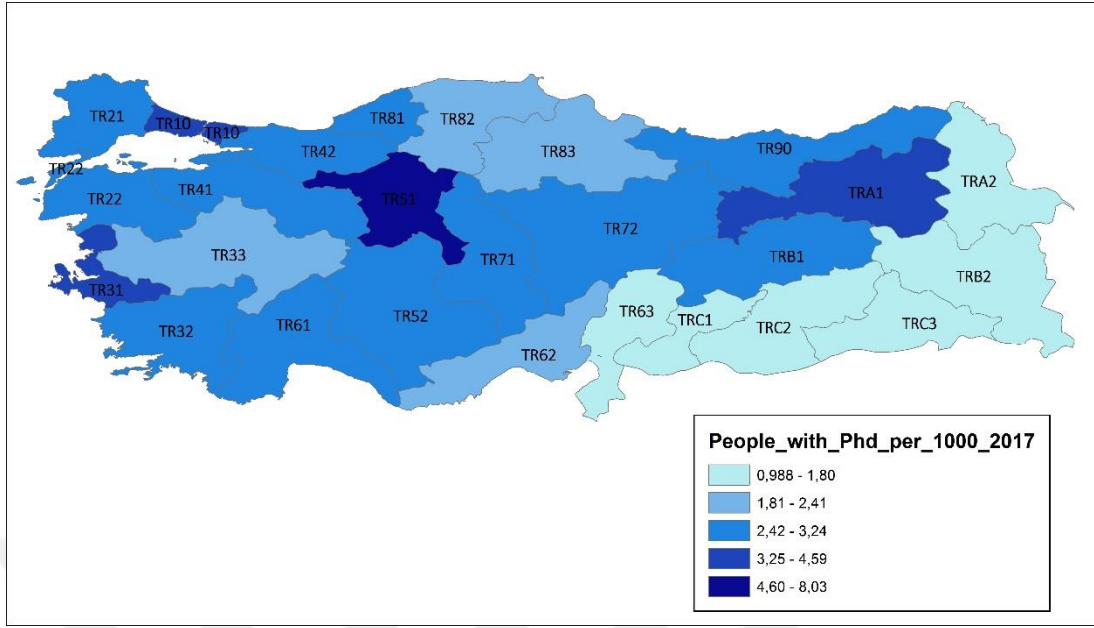 TR21
TR10
TR10
TR81
TR82
TR42
TR83
TR90
TR22
TR22
TR41
TR51
TRA1
TRA2
TR33
TR72
TR71
TRB1
TRB2
TR31
TR32
TR61
TR52
TR63
TRC1
TRC2
TRC3
TR62
People_with_Phd_per_1000_2017
0,988 - 1,80
1,81 - 2,41
2,42 - 3,24
3,25 - 4,59
4,60 - 8,03